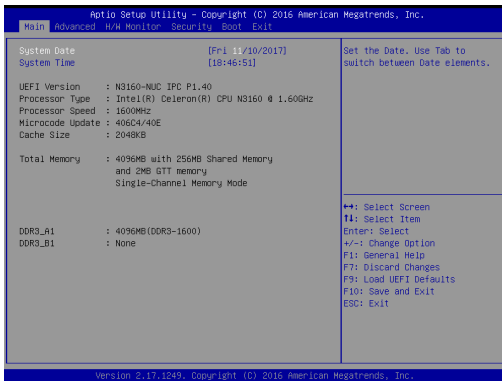 Aptio Setup Utility - Copyright (C) 2016 American Megatrends, Inc.
Main Advanced H/W Monitor Security Boot Exit
System Date [Fri 11/10/2017]
System Time [18:46:51]
UEFI Version : N3160-NUC IPC P1.40
Processor Type : Intel(R) Celeron(R) CPU N3160 @ 1.60GHz
Processor Speed : 1600MHz
Microcode Update : 406C4/40E
Cache Size : 2048KB
Total Memory : 4096MB with 256MB Shared Memory
and 2MB GTT memory
Single-Channel Memory Mode
DDR3_A1 : 4096MB(DDR3-1600)
DDR3_B1 : None
Set the Date. Use Tab to
switch between Date elements.
↔: Select Screen
↑↓: Select Item
Enter: Select
+/-: Change Option
F1: General Help
F7: Discard Changes
F9: Load UEFI Defaults
F10: Save and Exit
ESC: Exit
Version 2.17.1249. Copyright (C) 2016 American Megatrends, Inc.